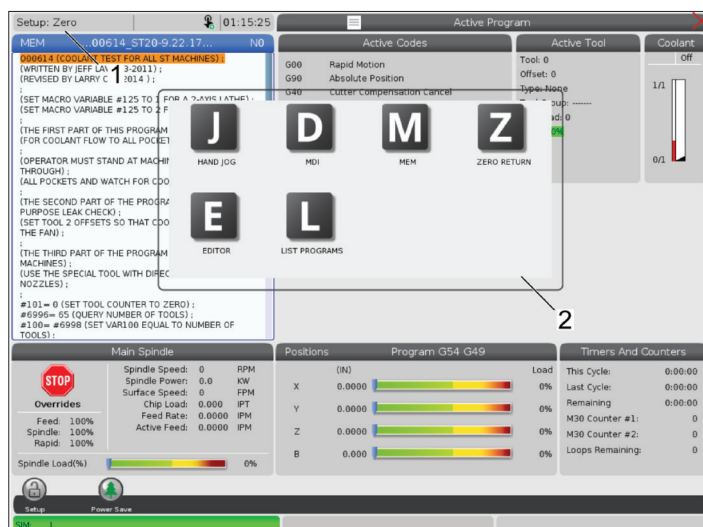 Setup: Zero
01:15:25
Active Program
MEM ...00614_ST20-9.22.17... N0
O00614 (COOLANT TEST FOR ALL ST MACHINES) ;
(WRITTEN BY JEFF 3-2011) ;
(REVISED BY LARRY 2014 ) ;
;
(SET MACRO VARIABLE #125 TO 1 FOR A 2-AXIS LATHE) ;
(SET MACRO VARIABLE #125 TO 2 F
;
(THE FIRST PART OF THIS PROGRAM
(FOR COOLANT FLOW TO ALL POCKET
;
(OPERATOR MUST STAND AT MACHIN
THROUGH) ;
(ALL POCKETS AND WATCH FOR COO
;
(THE SECOND PART OF THE PROGRA
PURPOSE LEAK CHECK) ;
(SET TOOL 2 OFFSETS SO THAT COO
THE FAN) ;
;
(THE THIRD PART OF THE PROGRAM
MACHINES) ;
(USE THE SPECIAL TOOL WITH DIREC
NOZZLES) ;
;
#101= 0 (SET TOOL COUNTER TO ZERO) ;
#6996= 65 (QUERY NUMBER OF TOOLS) ;
#100= #6998 (SET VAR100 EQUAL TO NUMBER OF
TOOLS) ;
1
Active Codes
G00 Rapid Motion
G90 Absolute Position
G40 Cutter Compensation Cancel
Active Tool
Tool: 0
Offset: 0
Type: None
oup: -------
ad: 0
0%
Coolant
Off
1/1
0/1
J
HAND JOG
D
MDI
M
MEM
Z
ZERO RETURN
E
EDITOR
L
LIST PROGRAMS
2
Main Spindle
STOP
Overrides
Feed: 100%
Spindle: 100%
Rapid: 100%
Spindle Speed: 0 RPM
Spindle Power: 0.0 KW
Surface Speed: 0 FPM
Chip Load: 0.000 IPT
Feed Rate: 0.0000 IPM
Active Feed: 0.0000 IPM
Spindle Load(%) 0%
Positions Program G54 G49
(IN) Load
X 0.0000 0%
Y 0.0000 0%
Z 0.0000 0%
B 0.000 0%
Timers And Counters
This Cycle: 0:00:00
Last Cycle: 0:00:00
Remaining 0:00:00
M30 Counter #1: 0
M30 Counter #2: 0
Loops Remaining: 0
Setup
Power Save
SIM: